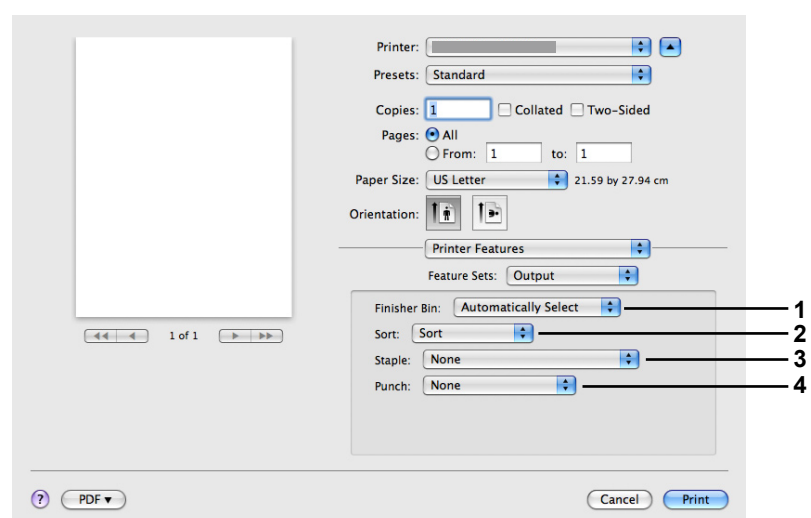 Printer:
Presets: Standard
Copies: 1 Collated Two-Sided
Pages: All
From: 1 to: 1
Paper Size: US Letter 21.59 by 27.94 cm
Orientation:
Printer Features
Feature Sets: Output
Finisher Bin: Automatically Select 1
1 of 1 Sort: Sort 2
Staple: None 3
Punch: None 4
? PDF▼ Cancel Print